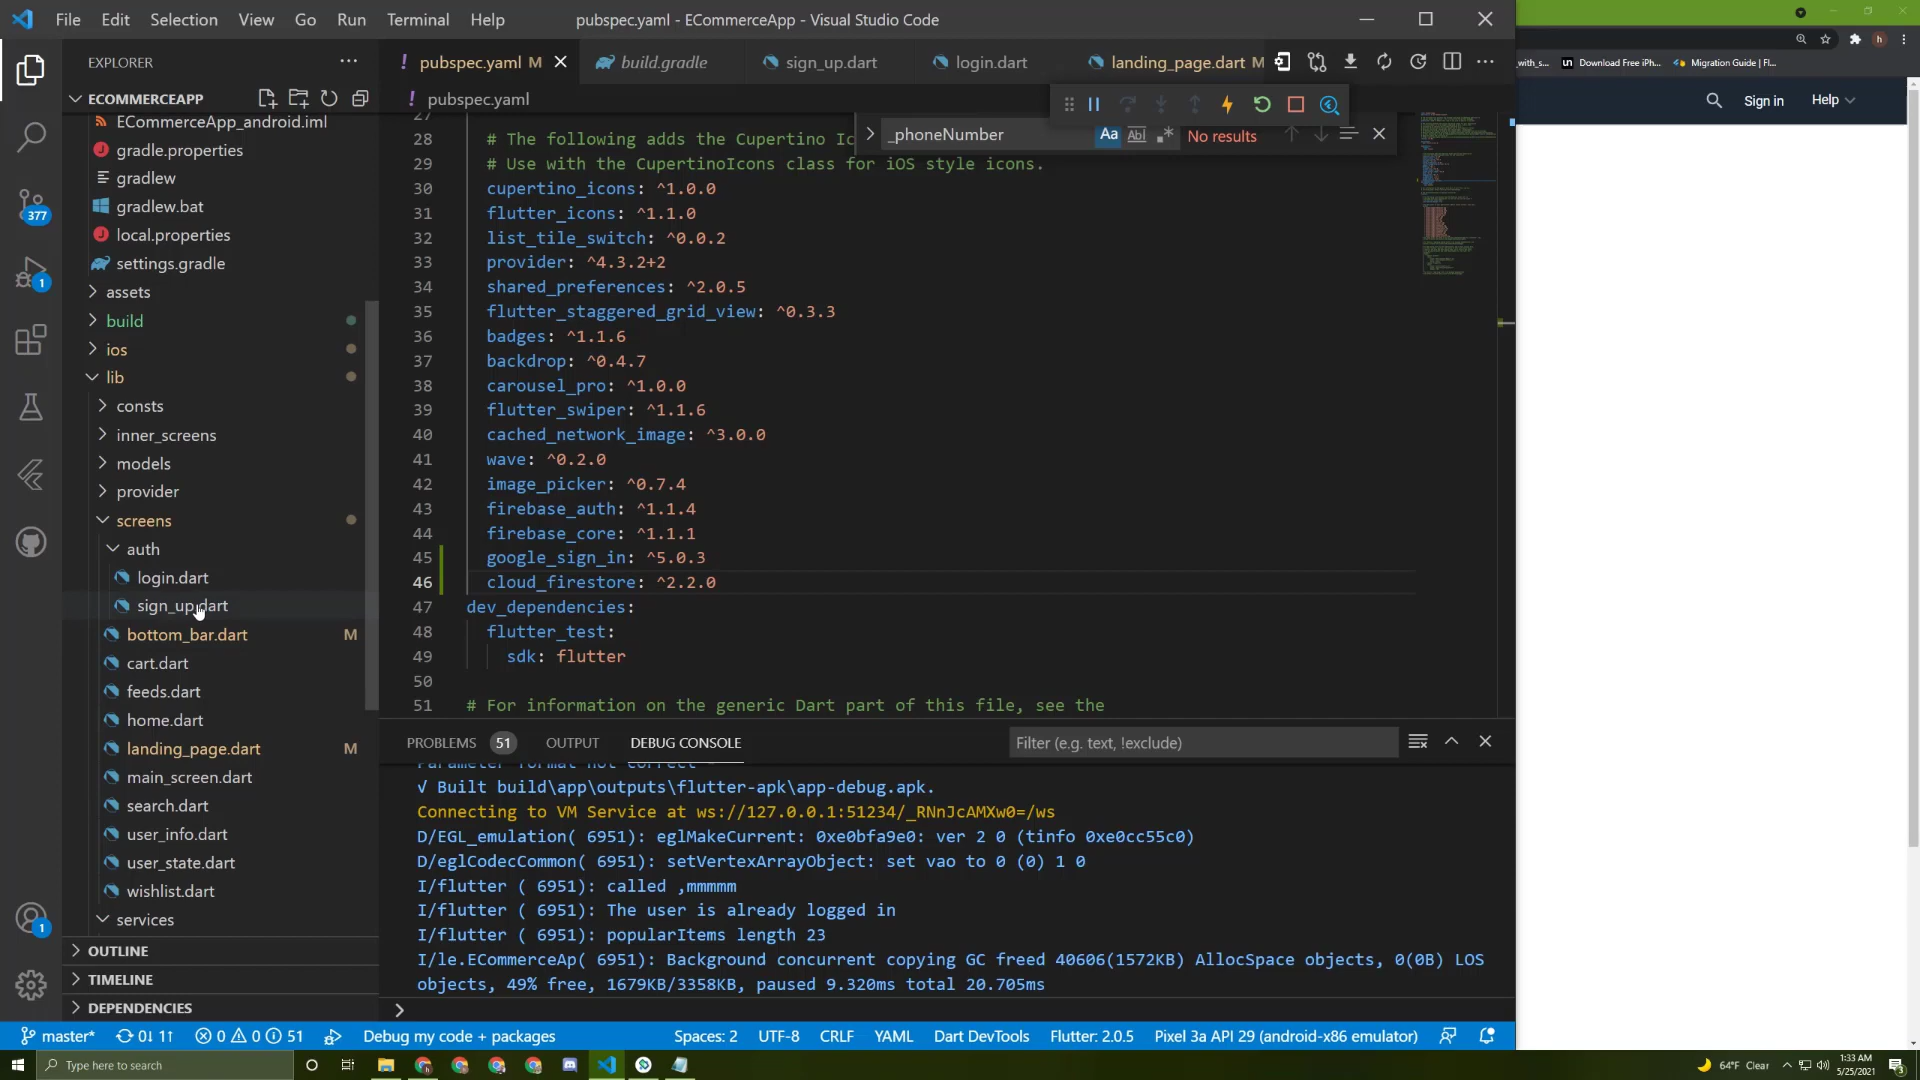 File Edit Selection View Go Run Terminal Help pubspec.yaml - ECommerceApp - Visual Studio Code
EXPLORER
! pubspec.yaml M build.gradle sign_up.dart login.dart landing_page.dart M
Download Free iPh...
Migration Guide | Fl...
ECOMMERCEAPP
! pubspec.yaml
Sign in Help
_phoneNumber Aa Abl No results
ECommerceApp_android.iml
gradle.properties
gradlew
gradlew.bat
local.properties
settings.gradle
assets
build
ios
lib
consts
inner_screens
models
provider
screens
auth
login.dart
sign_up.dart
bottom_bar.dart M
cart.dart
feeds.dart
home.dart
landing_page.dart M
main_screen.dart
search.dart
user_info.dart
user_state.dart
wishlist.dart
services
OUTLINE
TIMELINE
DEPENDENCIES
377
1
1
27
28 # The following adds the Cupertino Ic
29 # Use with the CupertinoIcons class for iOS style icons.
30 cupertino_icons: ^1.0.0
31 flutter_icons: ^1.1.0
32 list_tile_switch: ^0.0.2
33 provider: ^4.3.2+2
34 shared_preferences: ^2.0.5
35 flutter_staggered_grid_view: ^0.3.3
36 badges: ^1.1.6
37 backdrop: ^0.4.7
38 carousel_pro: ^1.0.0
39 flutter_swiper: ^1.1.6
40 cached_network_image: ^3.0.0
41 wave: ^0.2.0
42 image_picker: ^0.7.4
43 firebase_auth: ^1.1.4
44 firebase_core: ^1.1.1
45 google_sign_in: ^5.0.3
46 cloud_firestore: ^2.2.0
47 dev_dependencies:
48 flutter_test:
49 sdk: flutter
50
51 # For information on the generic Dart part of this file, see the
PROBLEMS 51 OUTPUT DEBUG CONSOLE Filter (e.g. text, !exclude)
Parameter format not correct -
√ Built build\app\outputs\flutter-apk\app-debug.apk.
Connecting to VM Service at ws://127.0.0.1:51234/_RNnJcAMXw0=/ws
D/EGL_emulation( 6951): eglMakeCurrent: 0xe0bfa9e0: ver 2 0 (tinfo 0xe0cc55c0)
D/eglCodecCommon( 6951): setVertexArrayObject: set vao to 0 (0) 1 0
I/flutter ( 6951): called ,mmmmm
I/flutter ( 6951): The user is already logged in
I/flutter ( 6951): popularItems length 23
I/le.ECommerceAp( 6951): Background concurrent copying GC freed 40606(1572KB) AllocSpace objects, 0(0B) LOS
objects, 49% free, 1679KB/3358KB, paused 9.320ms total 20.705ms
master* 0↓ 1↑ 0 0 51 Debug my code + packages Spaces: 2 UTF-8 CRLF YAML Dart DevTools Flutter: 2.0.5 Pixel 3a API 29 (android-x86 emulator)
Type here to search
64°F Clear
1:33 AM
5/25/2021